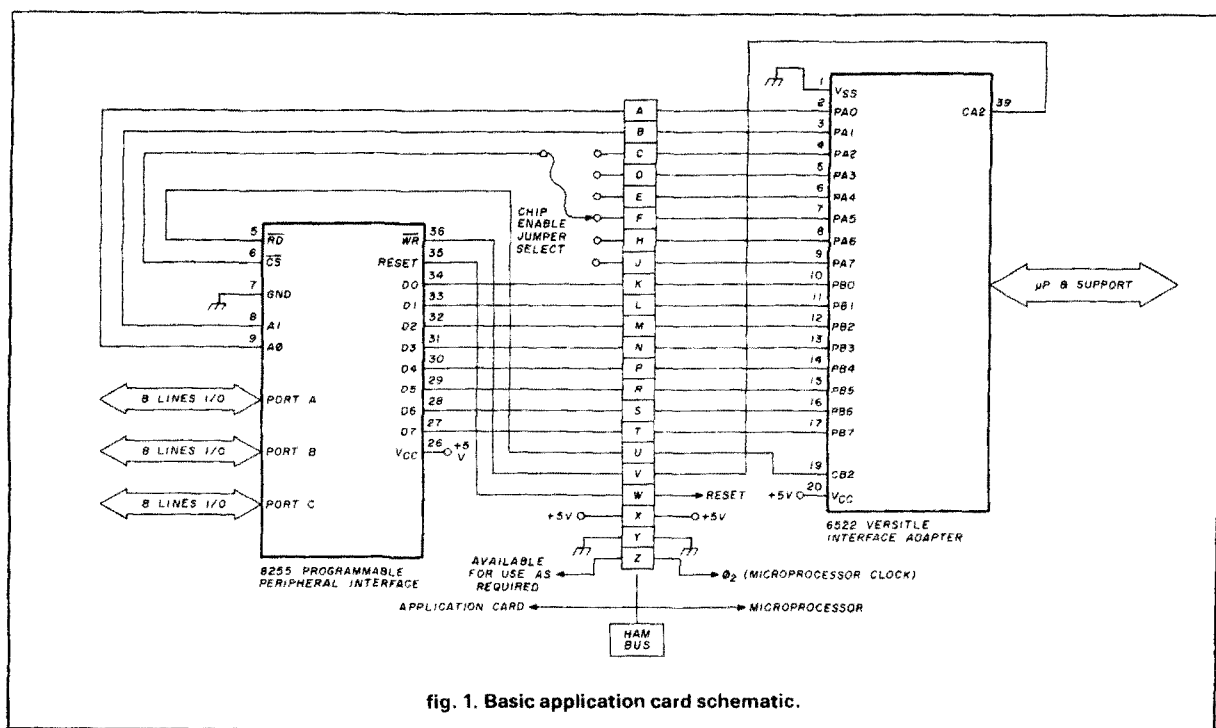 1
VSS
2
PA0
3
PA1
4
PA2
5
PA3
6
PA4
7
PA5
8
PA6
9
PA7
10
PB0
11
PB1
12
PB2
13
PB3
14
PB4
15
PB5
16
PB6
17
PB7
19
CB2
20
+5V
VCC
39
CA2
6522 VERSITLE
INTERFACE ADAPTER
µP & SUPPORT
A
B
C
D
E
F
H
J
K
L
M
N
P
R
S
T
U
V
W
X
Y
Z
CHIP
ENABLE
JUMPER
SELECT
5
RD
6
CS
7
GND
8
A1
9
A0
8 LINES I/O
PORT A
8 LINES I/O
PORT B
8 LINES I/O
PORT C
36
WR
35
RESET
34
D0
33
D1
32
D2
31
D3
30
D4
29
D5
28
D6
27
D7
26
VCC
+5
V
8255 PROGRAMMABLE
PERIPHERAL INTERFACE
RESET
+5V
+5V
AVAILABLE
FOR USE AS
REQUIRED
Ø2 (MICROPROCESSOR CLOCK)
APPLICATION CARD
MICROPROCESSOR
HAM
BUS
fig. 1. Basic application card schematic.